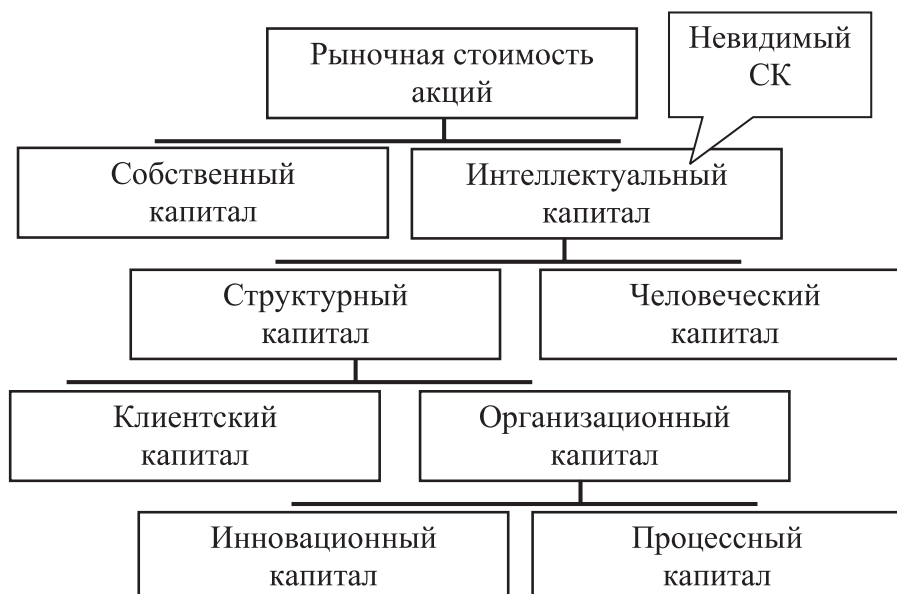 Рыночная стоимость
акций
Невидимый
СК
Собственный
капитал
Интеллектуальный
капитал
Структурный
капитал
Человеческий
капитал
Клиентский
капитал
Организационный
капитал
Инновационный
капитал
Процессный
капитал